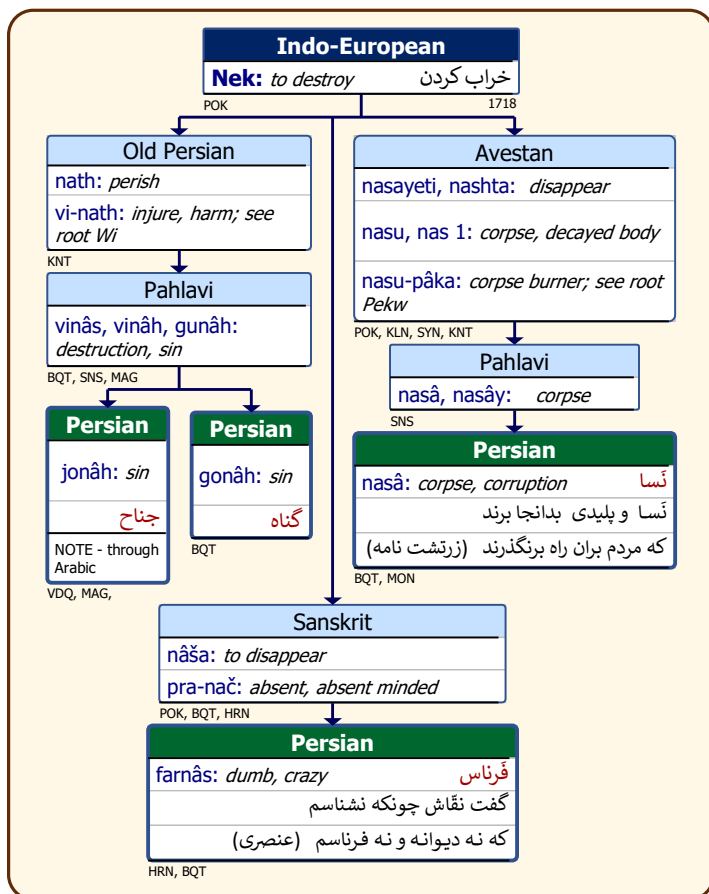 Indo-European
Nek: to destroy خراب کردن
POK 1718
Old Persian
nath: perish
vi-nath: injure, harm; see
root Wi
KNT
Pahlavi
vinâs, vinâh, gunâh:
destruction, sin
BQT, SNS, MAG
Persian
jonâh: sin
جناح
NOTE - through
Arabic
VDQ, MAG,
Persian
gonâh: sin
گناه
BQT
Avestan
nasayeti, nashta: disappear
nasu, nas 1: corpse, decayed body
nasu-pâka: corpse burner; see root
Pekw
POK, KLN, SYN, KNT
Pahlavi
nasâ, nasây: corpse
SNS
Persian
nasâ: corpse, corruption نَسا
نَسا و پلیدی بدانجا برند
که مردم بران راه برنگذرند (زرتشت نامه)
BQT, MON
Sanskrit
nâša: to disappear
pra-nač: absent, absent minded
POK, BQT, HRN
Persian
farnâs: dumb, crazy فَرناس
گفت نقّاش چونکه نشناسم
که نه دیوانه و نه فرناسم (عنصری)
HRN, BQT